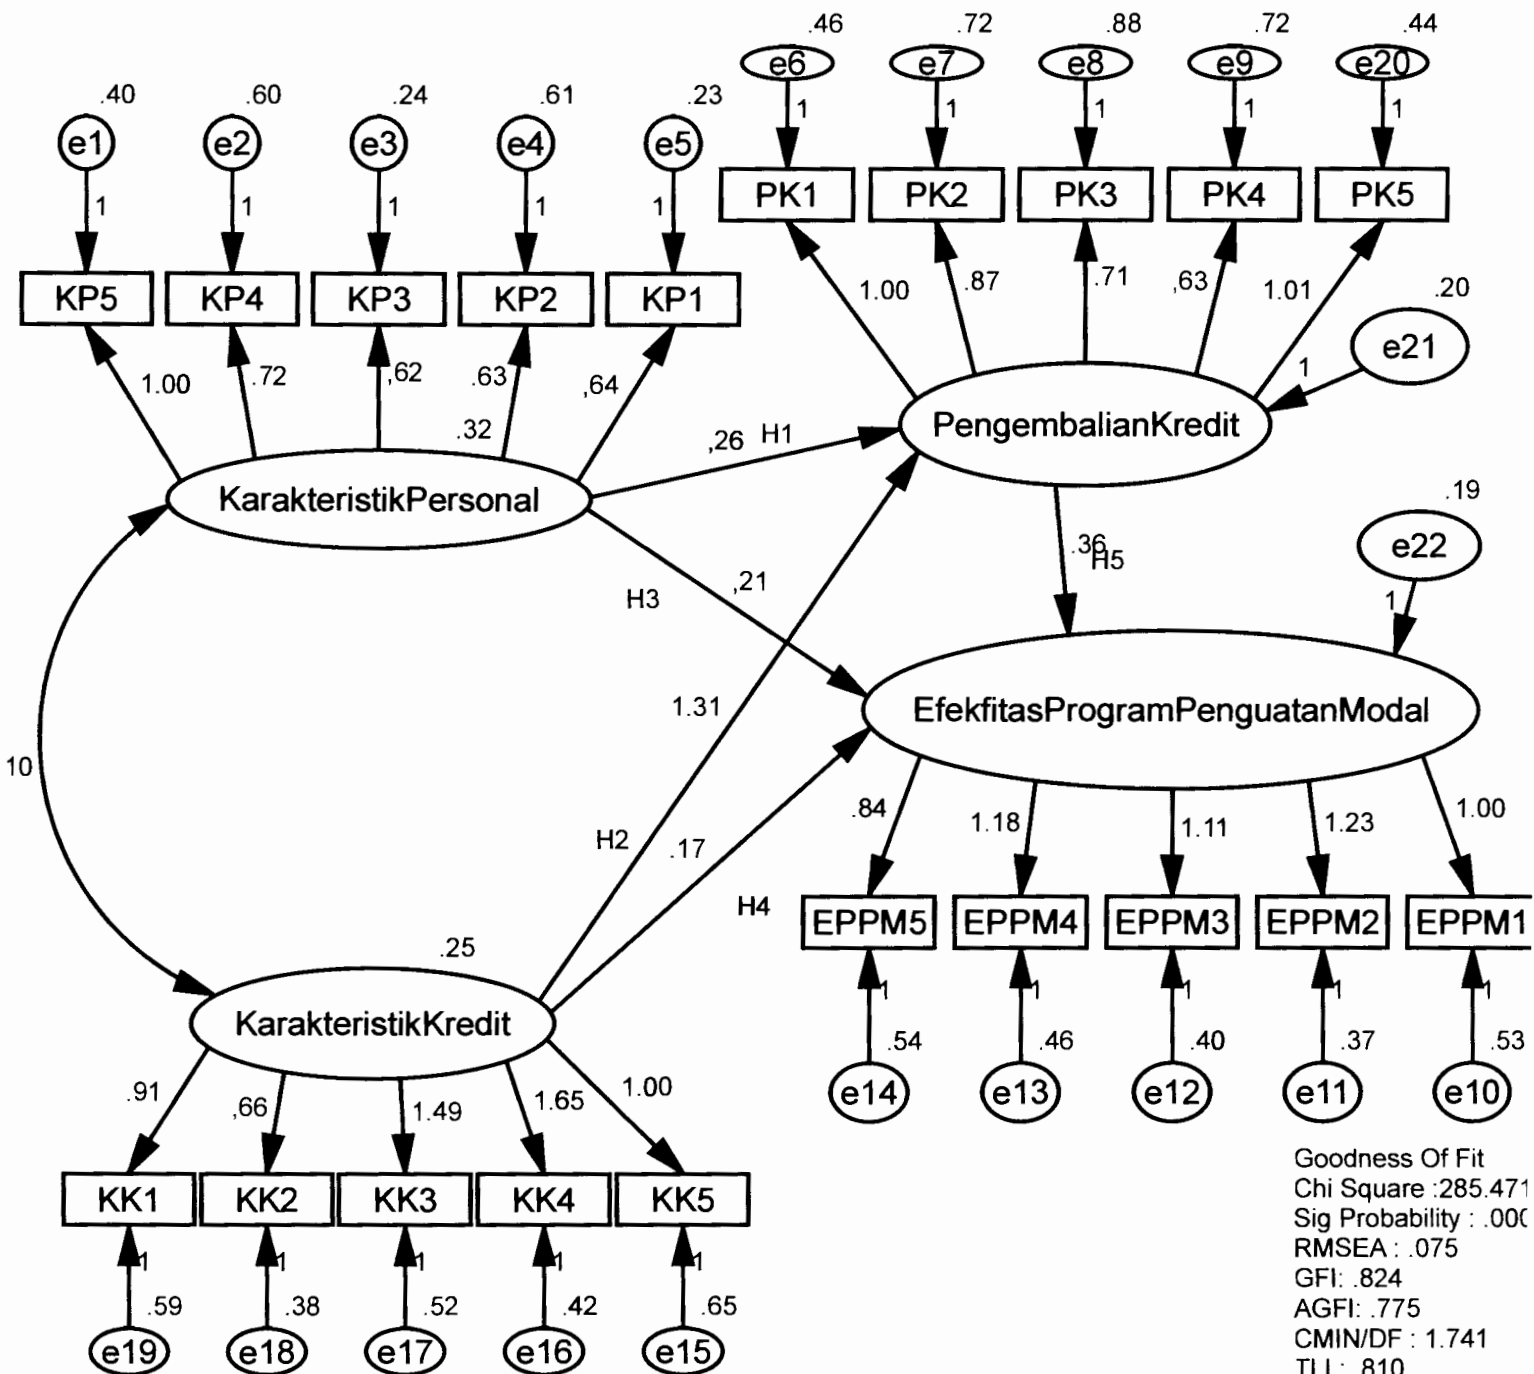 .46 .72 .88 .72 .44
e6 e7 e8 e9 e20
.40 .60 .24 .61 .23
1 1 1 1 1
e1 e2 e3 e4 e5
PK1 PK2 PK3 PK4 PK5
1 1 1 1 1
KP5 KP4 KP3 KP2 KP1
1.00 .87 .71 ,63 1.01
.20
e21
1
1.00 .72 ,62 .63 ,64
.32
,26 H1
PengembalianKredit
KarakteristikPersonal
.19
e22
1
.36
H5
,21
H3
1.31
EfekfitasProgramPenguatanModal
10
.84 1.18 1.11 1.23 1.00
H2
.17
H4
EPPM5 EPPM4 EPPM3 EPPM2 EPPM1
.25
1 1 1 1 1
KarakteristikKredit
.54 .46 .40 .37 .53
e14 e13 e12 e11 e10
.91 ,66 1.49 1.65 1.00
KK1 KK2 KK3 KK4 KK5
1 1 1 1 1
.59 .38 .52 .42 .65
e19 e18 e17 e16 e15
Goodness Of Fit
Chi Square :285.471
Sig Probability : .000
RMSEA : .075
GFI: .824
AGFI: .775
CMIN/DF : 1.741
TLI : .810